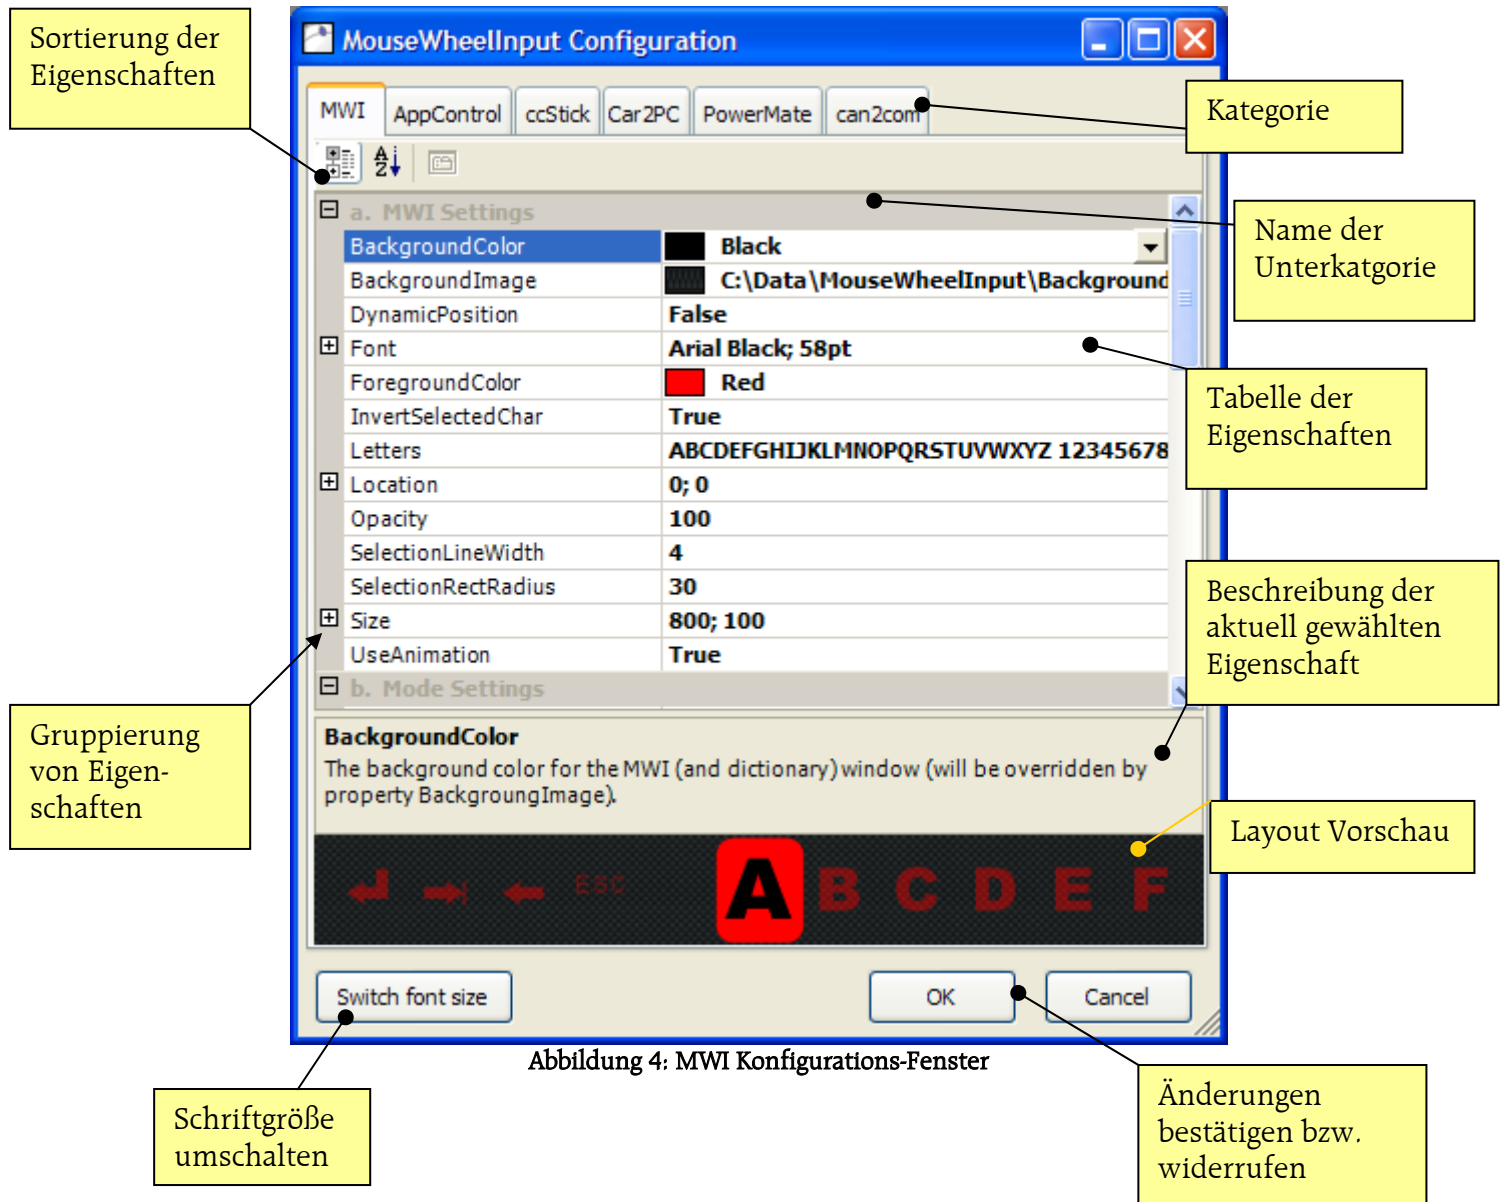 Sortierung der
Eigenschaften
MouseWheelInput Configuration
MWI AppControl ccStick Car2PC PowerMate can2com
Kategorie
a. MWI Settings
Name der
Unterkatgorie
BackgroundColor Black
BackgroundImage C:\Data\MouseWheelInput\Background
DynamicPosition False
Font Arial Black; 58pt
ForegroundColor Red
InvertSelectedChar True
Letters ABCDEFGHIJKLMNOPQRSTUVWXYZ 12345678
Location 0; 0
Opacity 100
SelectionLineWidth 4
SelectionRectRadius 30
Size 800; 100
UseAnimation True
b. Mode Settings
Tabelle der
Eigenschaften
Beschreibung der
aktuell gewählten
Eigenschaft
Gruppierung
von Eigen-
schaften
BackgroundColor
The background color for the MWI (and dictionary) window (will be overridden by
property BackgroungImage).
Layout Vorschau
ESC A B C D E F
Switch font size OK Cancel
Abbildung 4: MWI Konfigurations-Fenster
Schriftgröße
umschalten
Änderungen
bestätigen bzw.
widerrufen